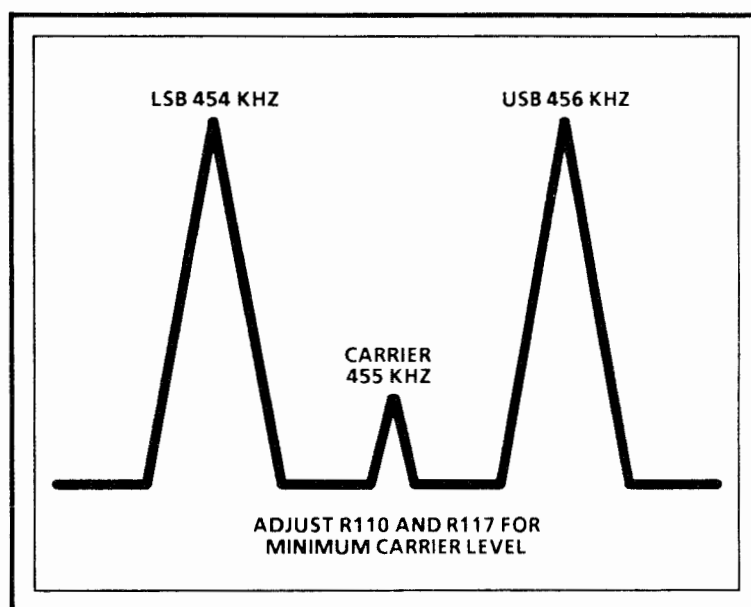 LSB 454 KHZ
USB 456 KHZ
CARRIER
455 KHZ
ADJUST R110 AND R117 FOR
MINIMUM CARRIER LEVEL